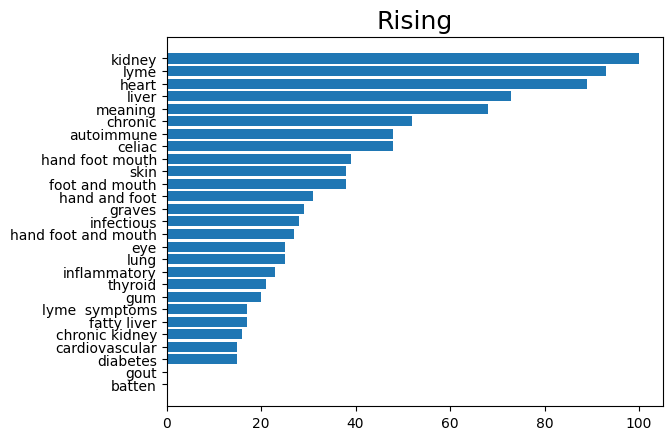 Rising
kidney
lyme
heart
liver
meaning
chronic
autoimmune
celiac
hand foot mouth
skin
foot and mouth
hand and foot
graves
infectious
hand foot and mouth
eye
lung
inflammatory
thyroid
gum
lyme  symptoms
fatty liver
chronic kidney
cardiovascular
diabetes
gout
batten
0 20 40 60 80 100